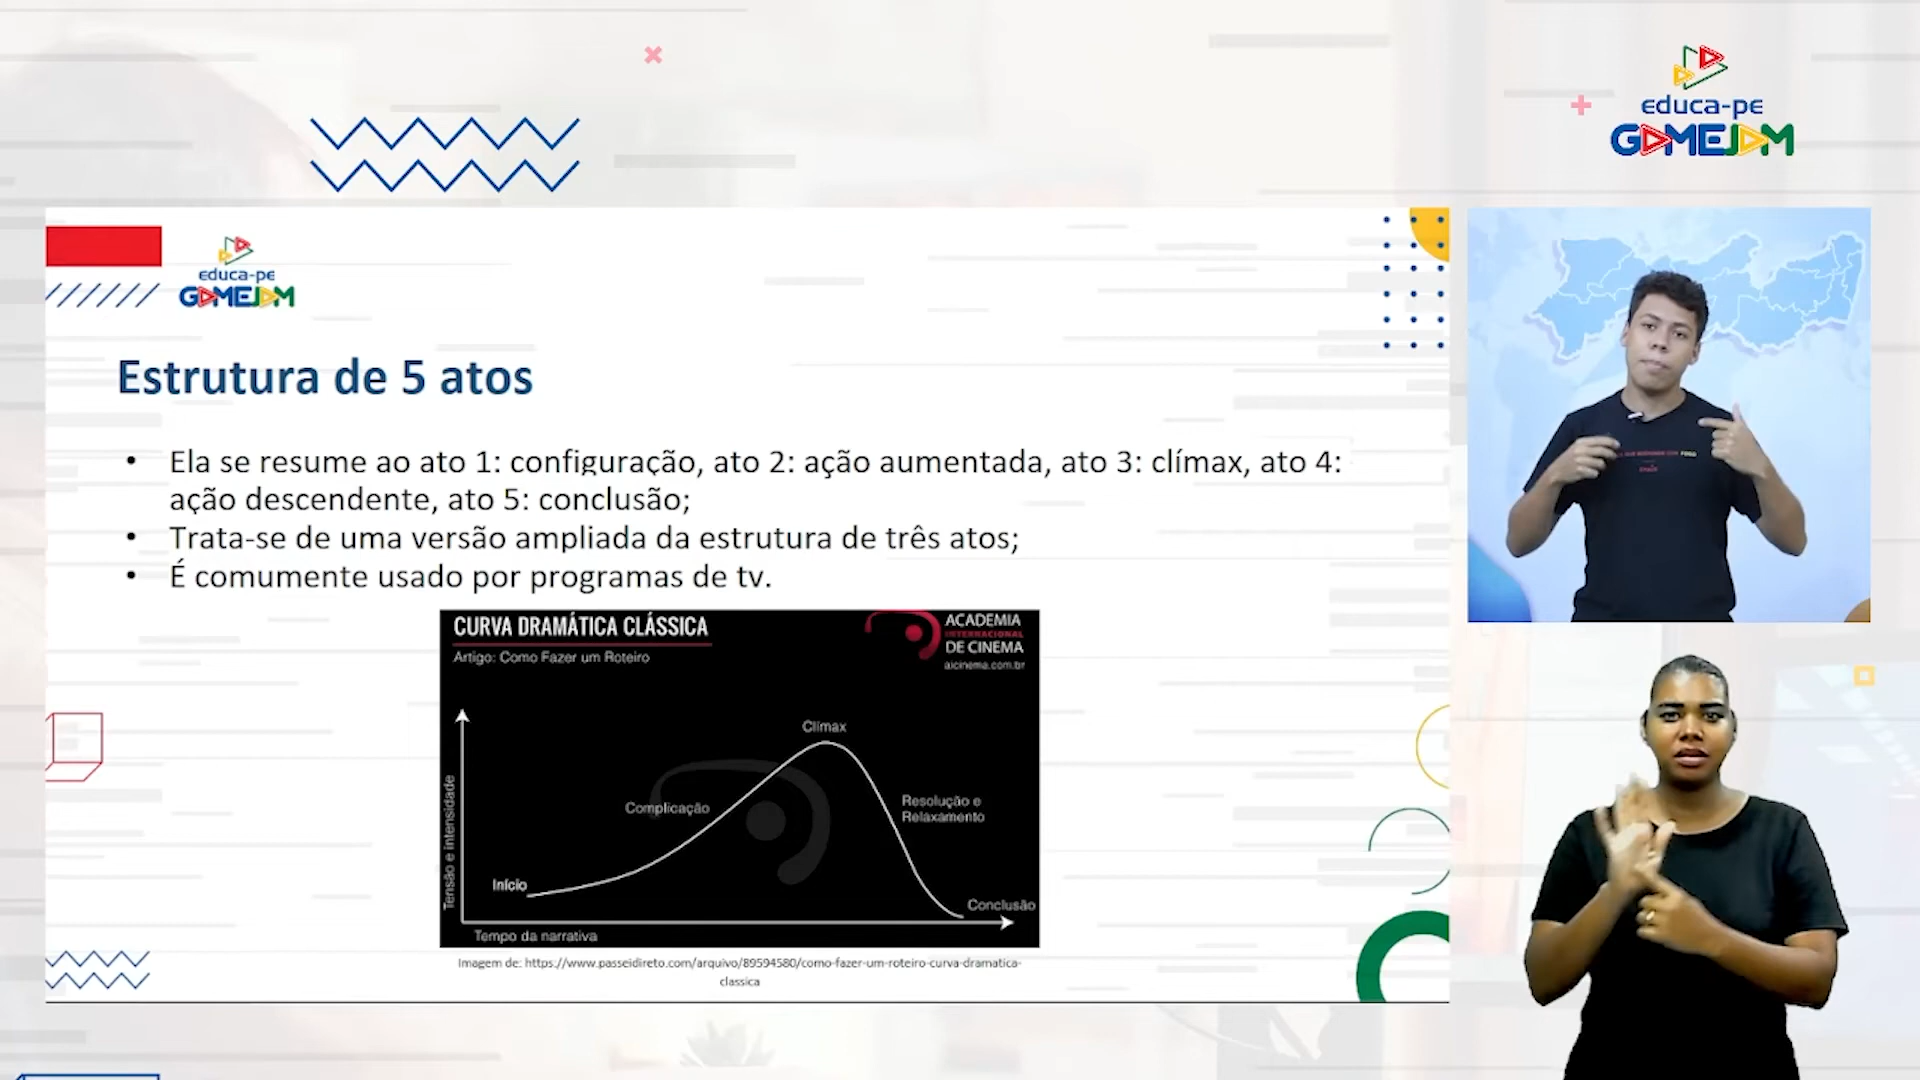 educa-pe
GAMEJAM
educa-pe
GAMEJAM
Estrutura de 5 atos
• Ela se resume ao ato 1: configuração, ato 2: ação aumentada, ato 3: clímax, ato 4:
ação descendente, ato 5: conclusão;
• Trata-se de uma versão ampliada da estrutura de três atos;
• É comumente usado por programas de tv.
CURVA DRAMÁTICA CLÁSSICA
Artigo: Como Fazer um Roteiro
ACADEMIA
INTERNACIONAL
DE CINEMA
aicinema.com.br
Clímax
Complicação
Resolução e
Relaxamento
Início
Conclusão
Tensão e intensidade
Tempo da narrativa
Imagem de: https://www.passeidireto.com/arquivo/89594580/como-fazer-um-roteiro-curva-dramatica-
classica